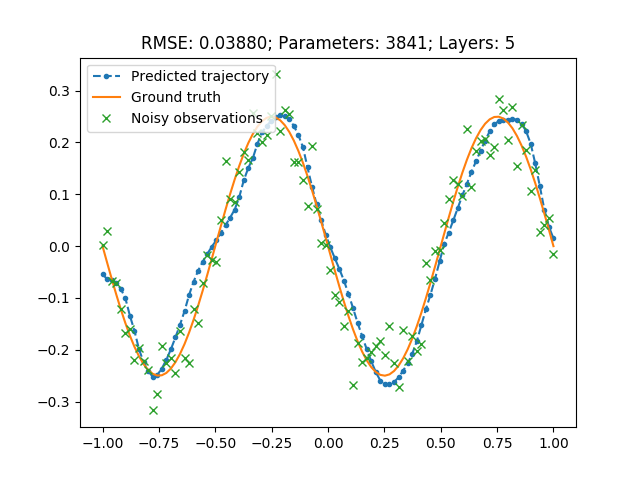 RMSE: 0.03880; Parameters: 3841; Layers: 5
Predicted trajectory
Ground truth
Noisy observations
0.3
0.2
0.1
0.0
−0.1
−0.2
−0.3
−1.00 −0.75 −0.50 −0.25 0.00 0.25 0.50 0.75 1.00